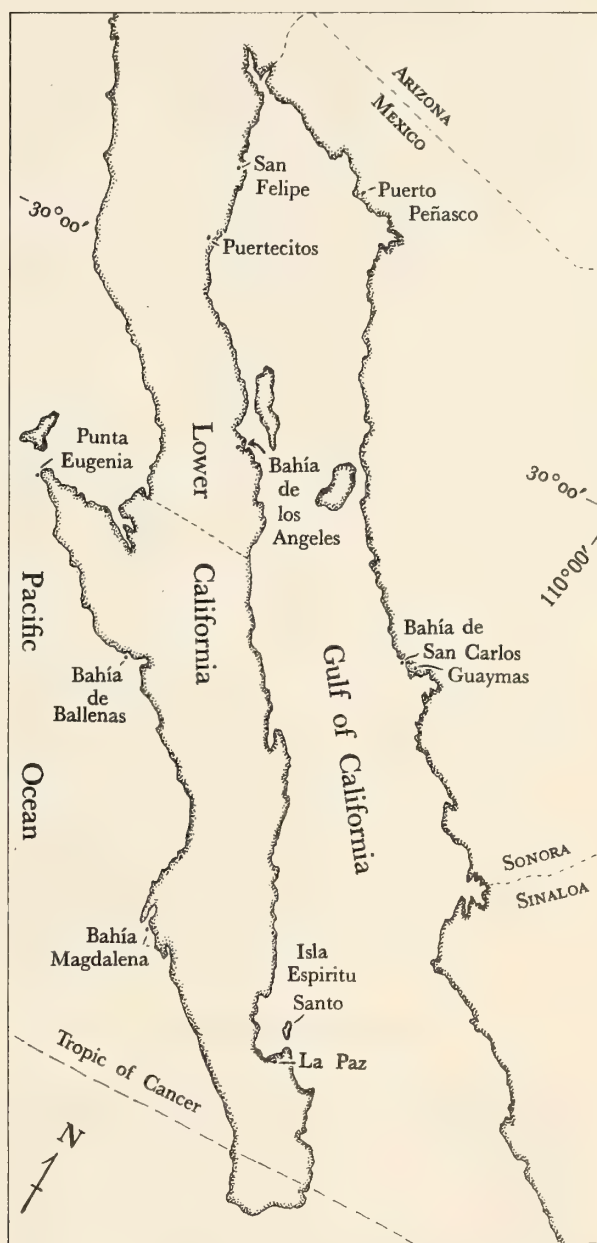 ARIZONA
MEXICO
San
Felipe
Puerto
Peñasco
30°00′
Puertecitos
Punta
Eugenia
Lower
California
Bahía
de
los
Angeles
30°00′
110°00′
Pacific
Ocean
Bahía de
San Carlos
Guaymas
Bahía
de
Ballenas
Gulf of California
SONORA
SINALOA
Bahía
Magdalena
Isla
Espiritu
Santo
La Paz
Tropic of Cancer
N